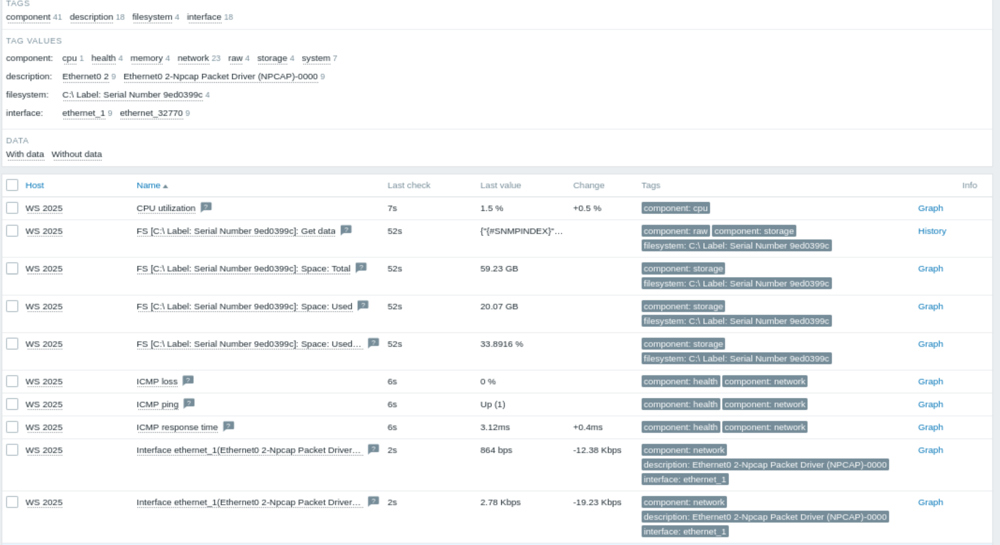 TAGS
component 41 description 18 filesystem 4 interface 18
TAG VALUES
component: cpu 1 health 4 memory 4 network 23 raw 4 storage 4 system 7
description: Ethernet0 2 9 Ethernet0 2-Npcap Packet Driver (NPCAP)-0000 9
filesystem: C:\ Label: Serial Number 9ed0399c 4
interface: ethernet_1 9 ethernet_32770 9
DATA
With data Without data
Host Name Last check Last value Change Tags Info
WS 2025 CPU utilization ? 7s 1.5 % +0.5 % component: cpu Graph
WS 2025 FS [C:\ Label: Serial Number 9ed0399c]: Get data ? 52s {"{#SNMPINDEX}"... component: raw component: storage History
filesystem: C:\ Label: Serial Number 9ed0399c
WS 2025 FS [C:\ Label: Serial Number 9ed0399c]: Space: Total ? 52s 59.23 GB component: storage Graph
filesystem: C:\ Label: Serial Number 9ed0399c
WS 2025 FS [C:\ Label: Serial Number 9ed0399c]: Space: Used ? 52s 20.07 GB component: storage Graph
filesystem: C:\ Label: Serial Number 9ed0399c
WS 2025 FS [C:\ Label: Serial Number 9ed0399c]: Space: Used... ? 52s 33.8916 % component: storage Graph
filesystem: C:\ Label: Serial Number 9ed0399c
WS 2025 ICMP loss ? 6s 0 % component: health component: network Graph
WS 2025 ICMP ping ? 6s Up (1) component: health component: network Graph
WS 2025 ICMP response time ? 6s 3.12ms +0.4ms component: health component: network Graph
WS 2025 Interface ethernet_1(Ethernet0 2-Npcap Packet Driver... ? 2s 864 bps -12.38 Kbps component: network Graph
description: Ethernet0 2-Npcap Packet Driver (NPCAP)-0000
interface: ethernet_1
WS 2025 Interface ethernet_1(Ethernet0 2-Npcap Packet Driver... ? 2s 2.78 Kbps -19.23 Kbps component: network Graph
description: Ethernet0 2-Npcap Packet Driver (NPCAP)-0000
interface: ethernet_1